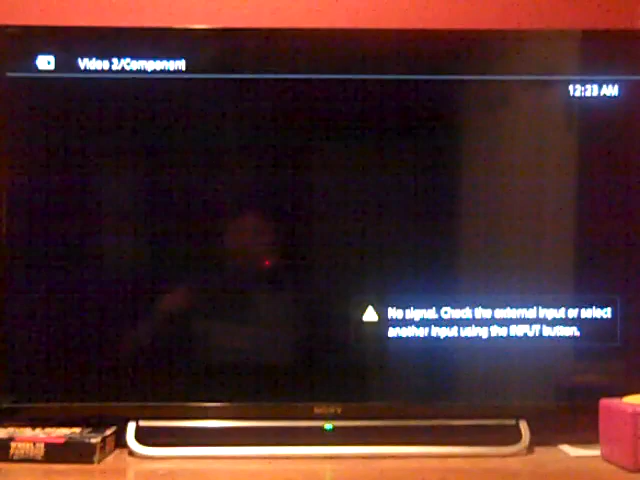 Video 2/Component
12:23 AM
No signal. Check the external input or select
another input using the INPUT button.
SONY